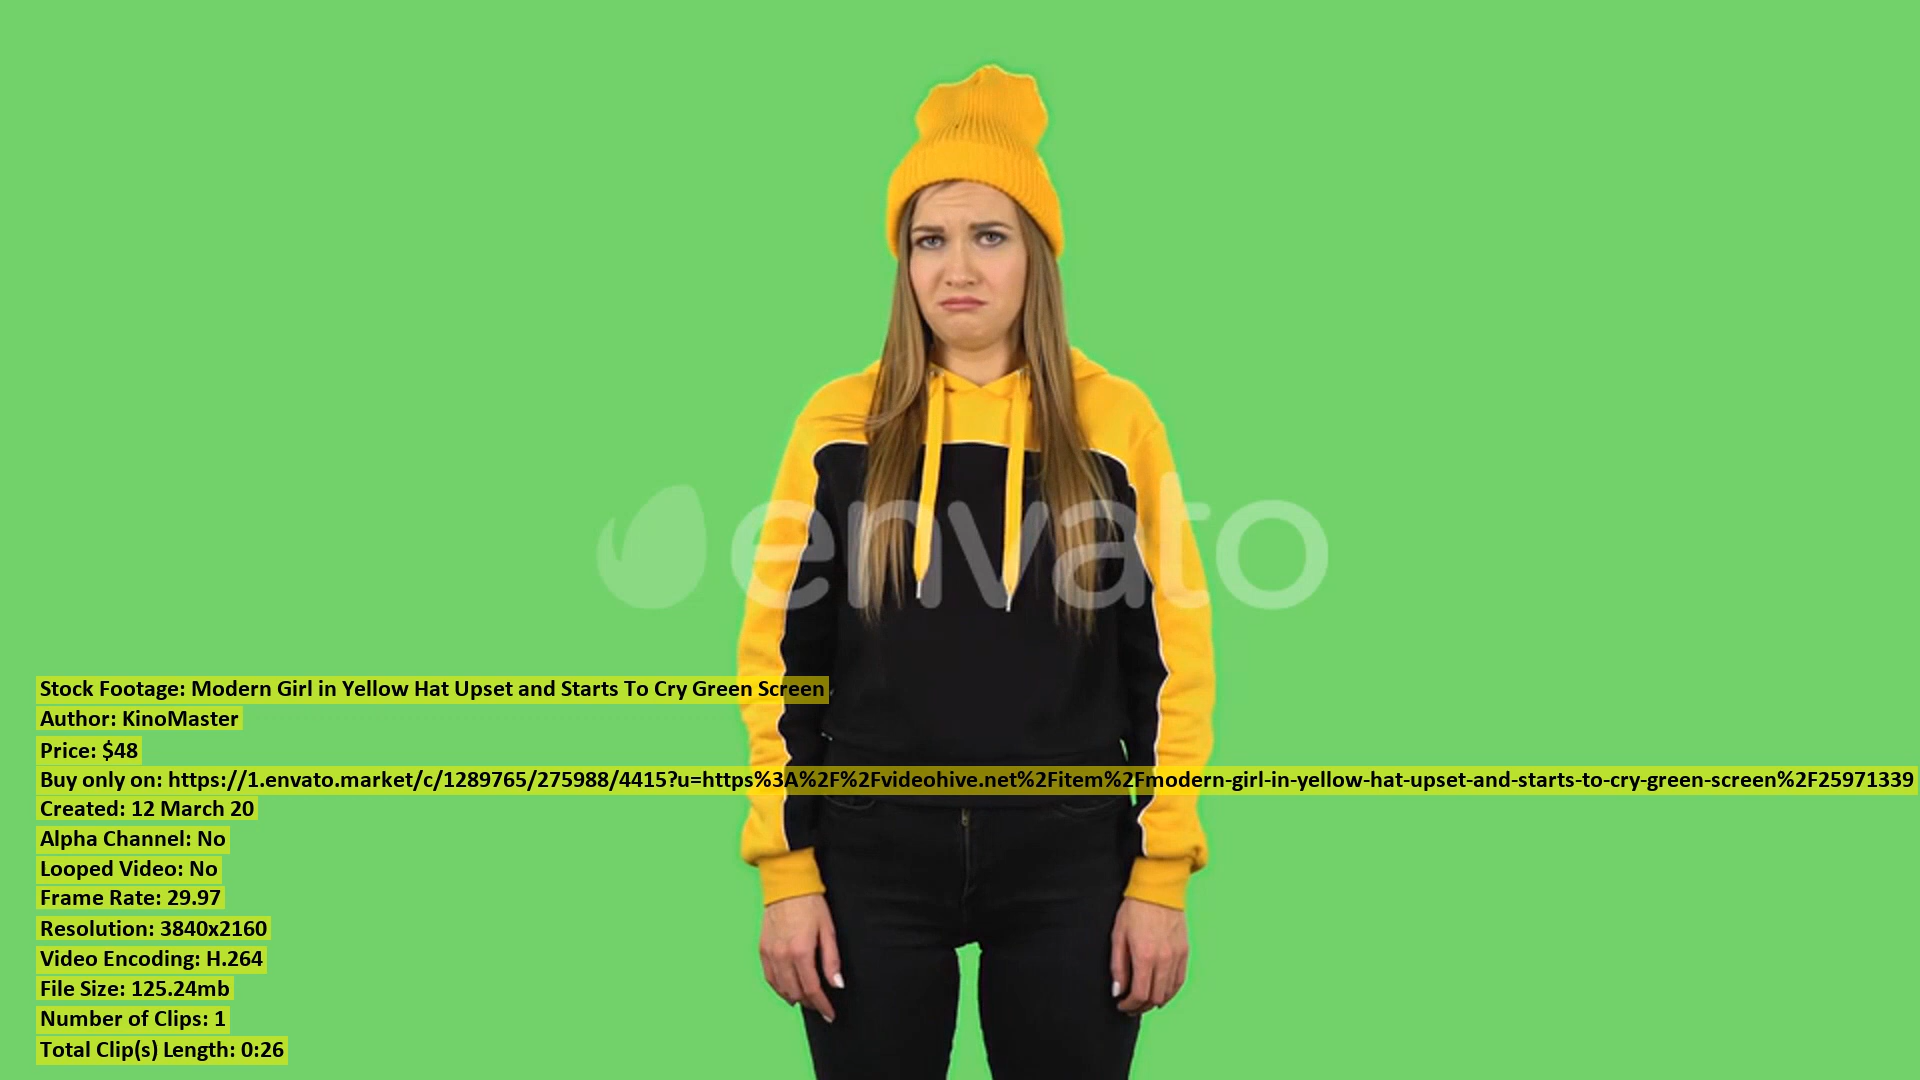 envato
Stock Footage: Modern Girl in Yellow Hat Upset and Starts To Cry Green Screen
Author: KinoMaster
Price: $48
Buy only on: https://1.envato.market/c/1289765/275988/4415?u=https%3A%2F%2Fvideohive.net%2Fitem%2Fmodern-girl-in-yellow-hat-upset-and-starts-to-cry-green-screen%2F25971339
Created: 12 March 20
Alpha Channel: No
Looped Video: No
Frame Rate: 29.97
Resolution: 3840x2160
Video Encoding: H.264
File Size: 125.24mb
Number of Clips: 1
Total Clip(s) Length: 0:26